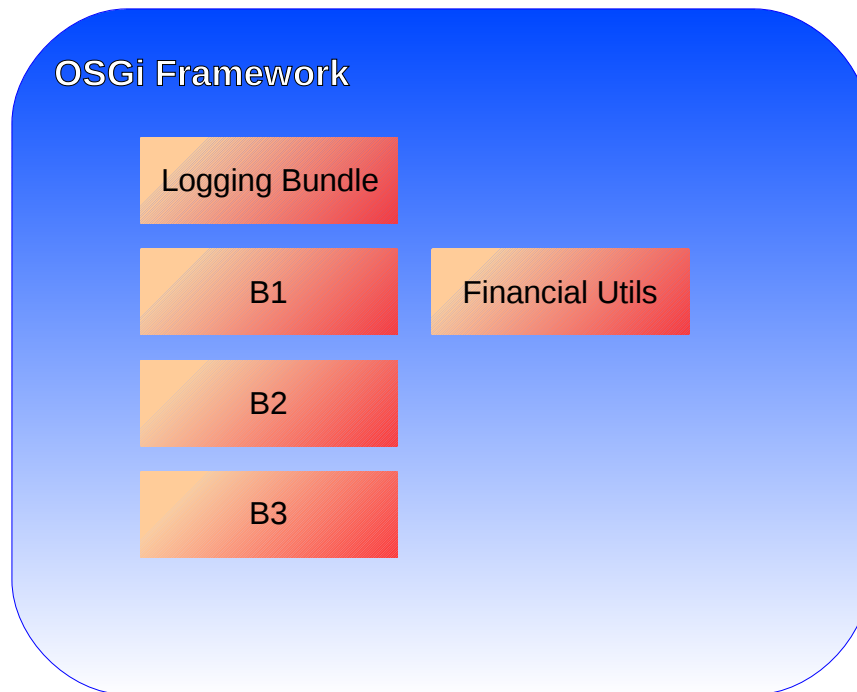 OSGi Framework
Logging Bundle
B1
Financial Utils
B2
B3